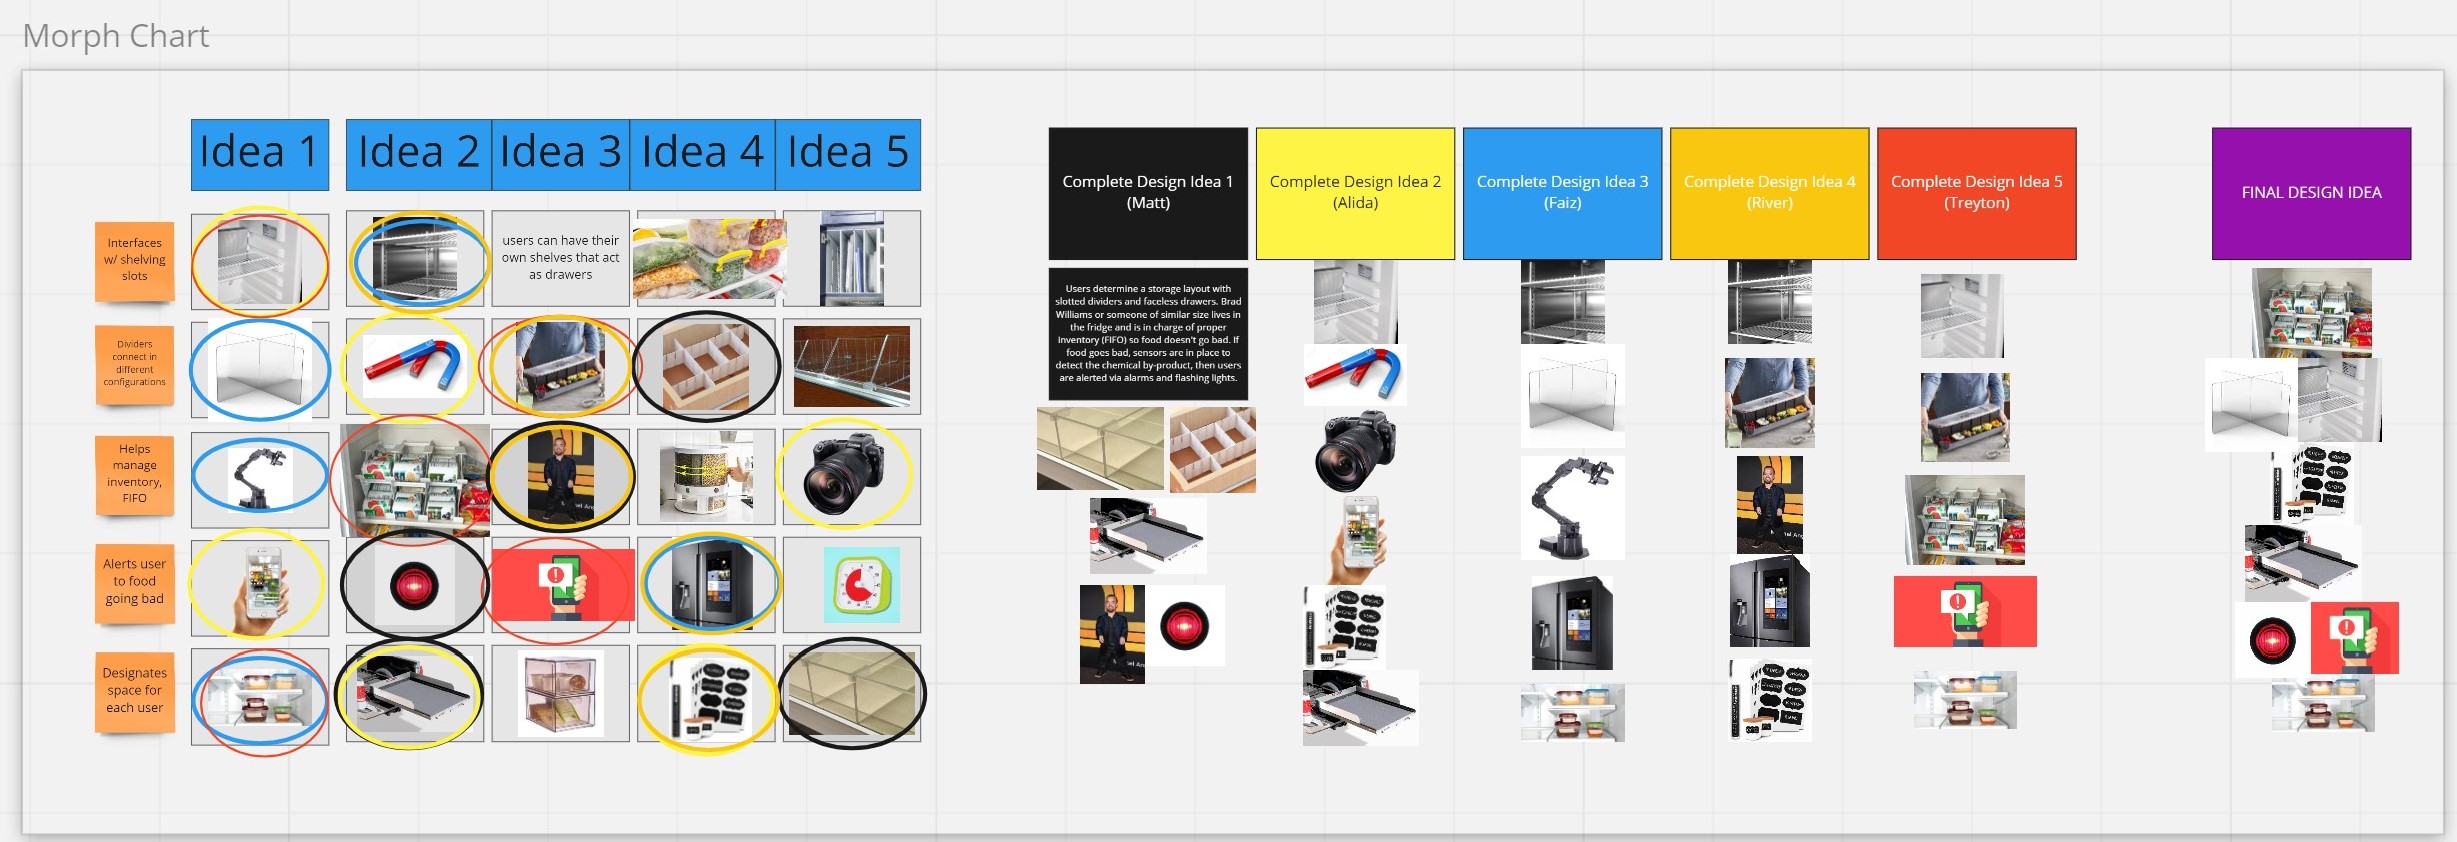 Morph Chart
Idea 1
Idea 2
Idea 3
Idea 4
Idea 5
Interfaces
w/ shelving
slots
users can have their
own shelves that act
as drawers
Dividers
connect in
different
configurations
Helps
manage
inventory,
FIFO
Alerts user
to food
going bad
Designates
space for
each user
Complete Design Idea 1
(Matt)
Complete Design Idea 2
(Alida)
Complete Design Idea 3
(Faiz)
Complete Design Idea 4
(River)
Complete Design Idea 5
(Treyton)
FINAL DESIGN IDEA
Users determine a storage layout with
slotted dividers and faceless drawers. Brad
Williams or someone of similar size lives in
the fridge and is in charge of proper
inventory (FIFO) so food doesn't go bad. If
food goes bad, sensors are in place to
detect the chemical by-product, then users
are alerted via alarms and flashing lights.